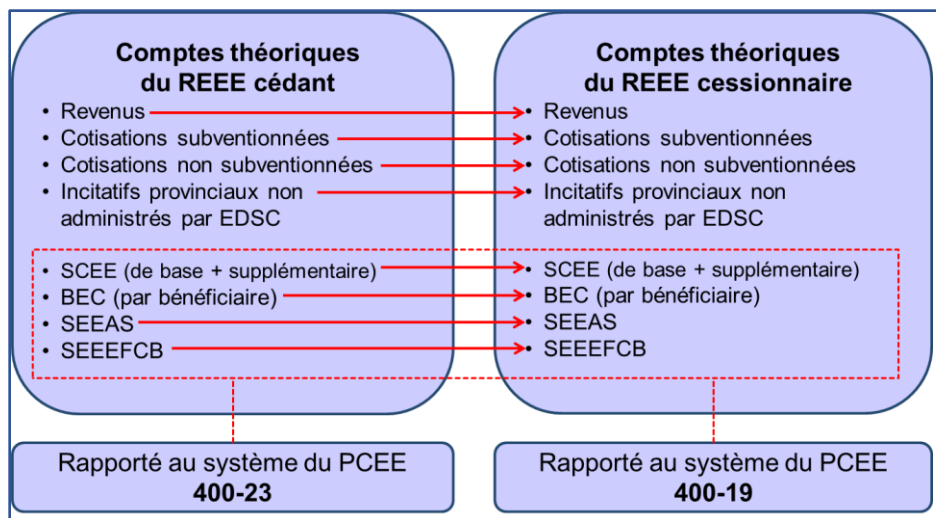 Comptes théoriques
du REEE cédant
• Revenus
• Cotisations subventionnées
• Cotisations non subventionnées
• Incitatifs provinciaux non
administrés par EDSC
• SCEE (de base + supplémentaire)
• BEC (par bénéficiaire)
• SEEAS
• SEEEFCB
Rapporté au système du PCEE
400-23
Comptes théoriques
du REEE cessionnaire
• Revenus
• Cotisations subventionnées
• Cotisations non subventionnées
• Incitatifs provinciaux non
administrés par EDSC
• SCEE (de base + supplémentaire)
• BEC (par bénéficiaire)
• SEEAS
• SEEEFCB
Rapporté au système du PCEE
400-19